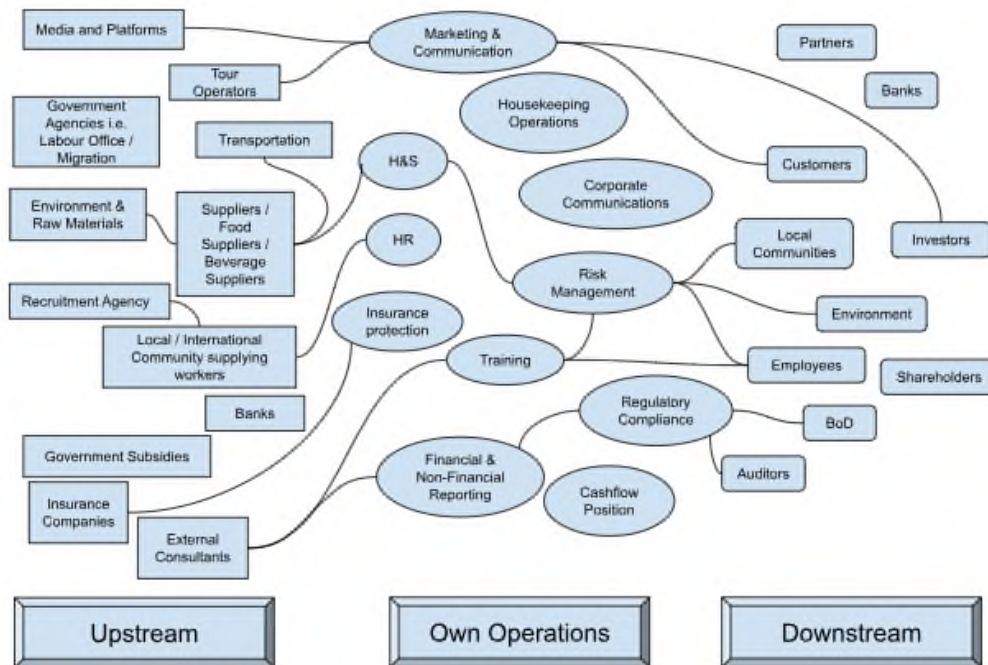 Media and Platforms
Marketing &
Communication
Partners
Tour
Operators
Banks
Government
Agencies i.e.
Labour Office /
Migration
Housekeeping
Operations
Transportation
H&S
Customers
Corporate
Communications
Environment &
Raw Materials
Suppliers /
Food
Suppliers /
Beverage
Suppliers
HR
Local
Communities
Investors
Risk
Management
Recruitment Agency
Insurance
protection
Environment
Local / International
Community supplying
workers
Training
Employees
Shareholders
Banks
Regulatory
Compliance
BoD
Government Subsidies
Financial &
Non-Financial
Reporting
Auditors
Insurance
Companies
Cashflow
Position
External
Consultants
Upstream
Own Operations
Downstream